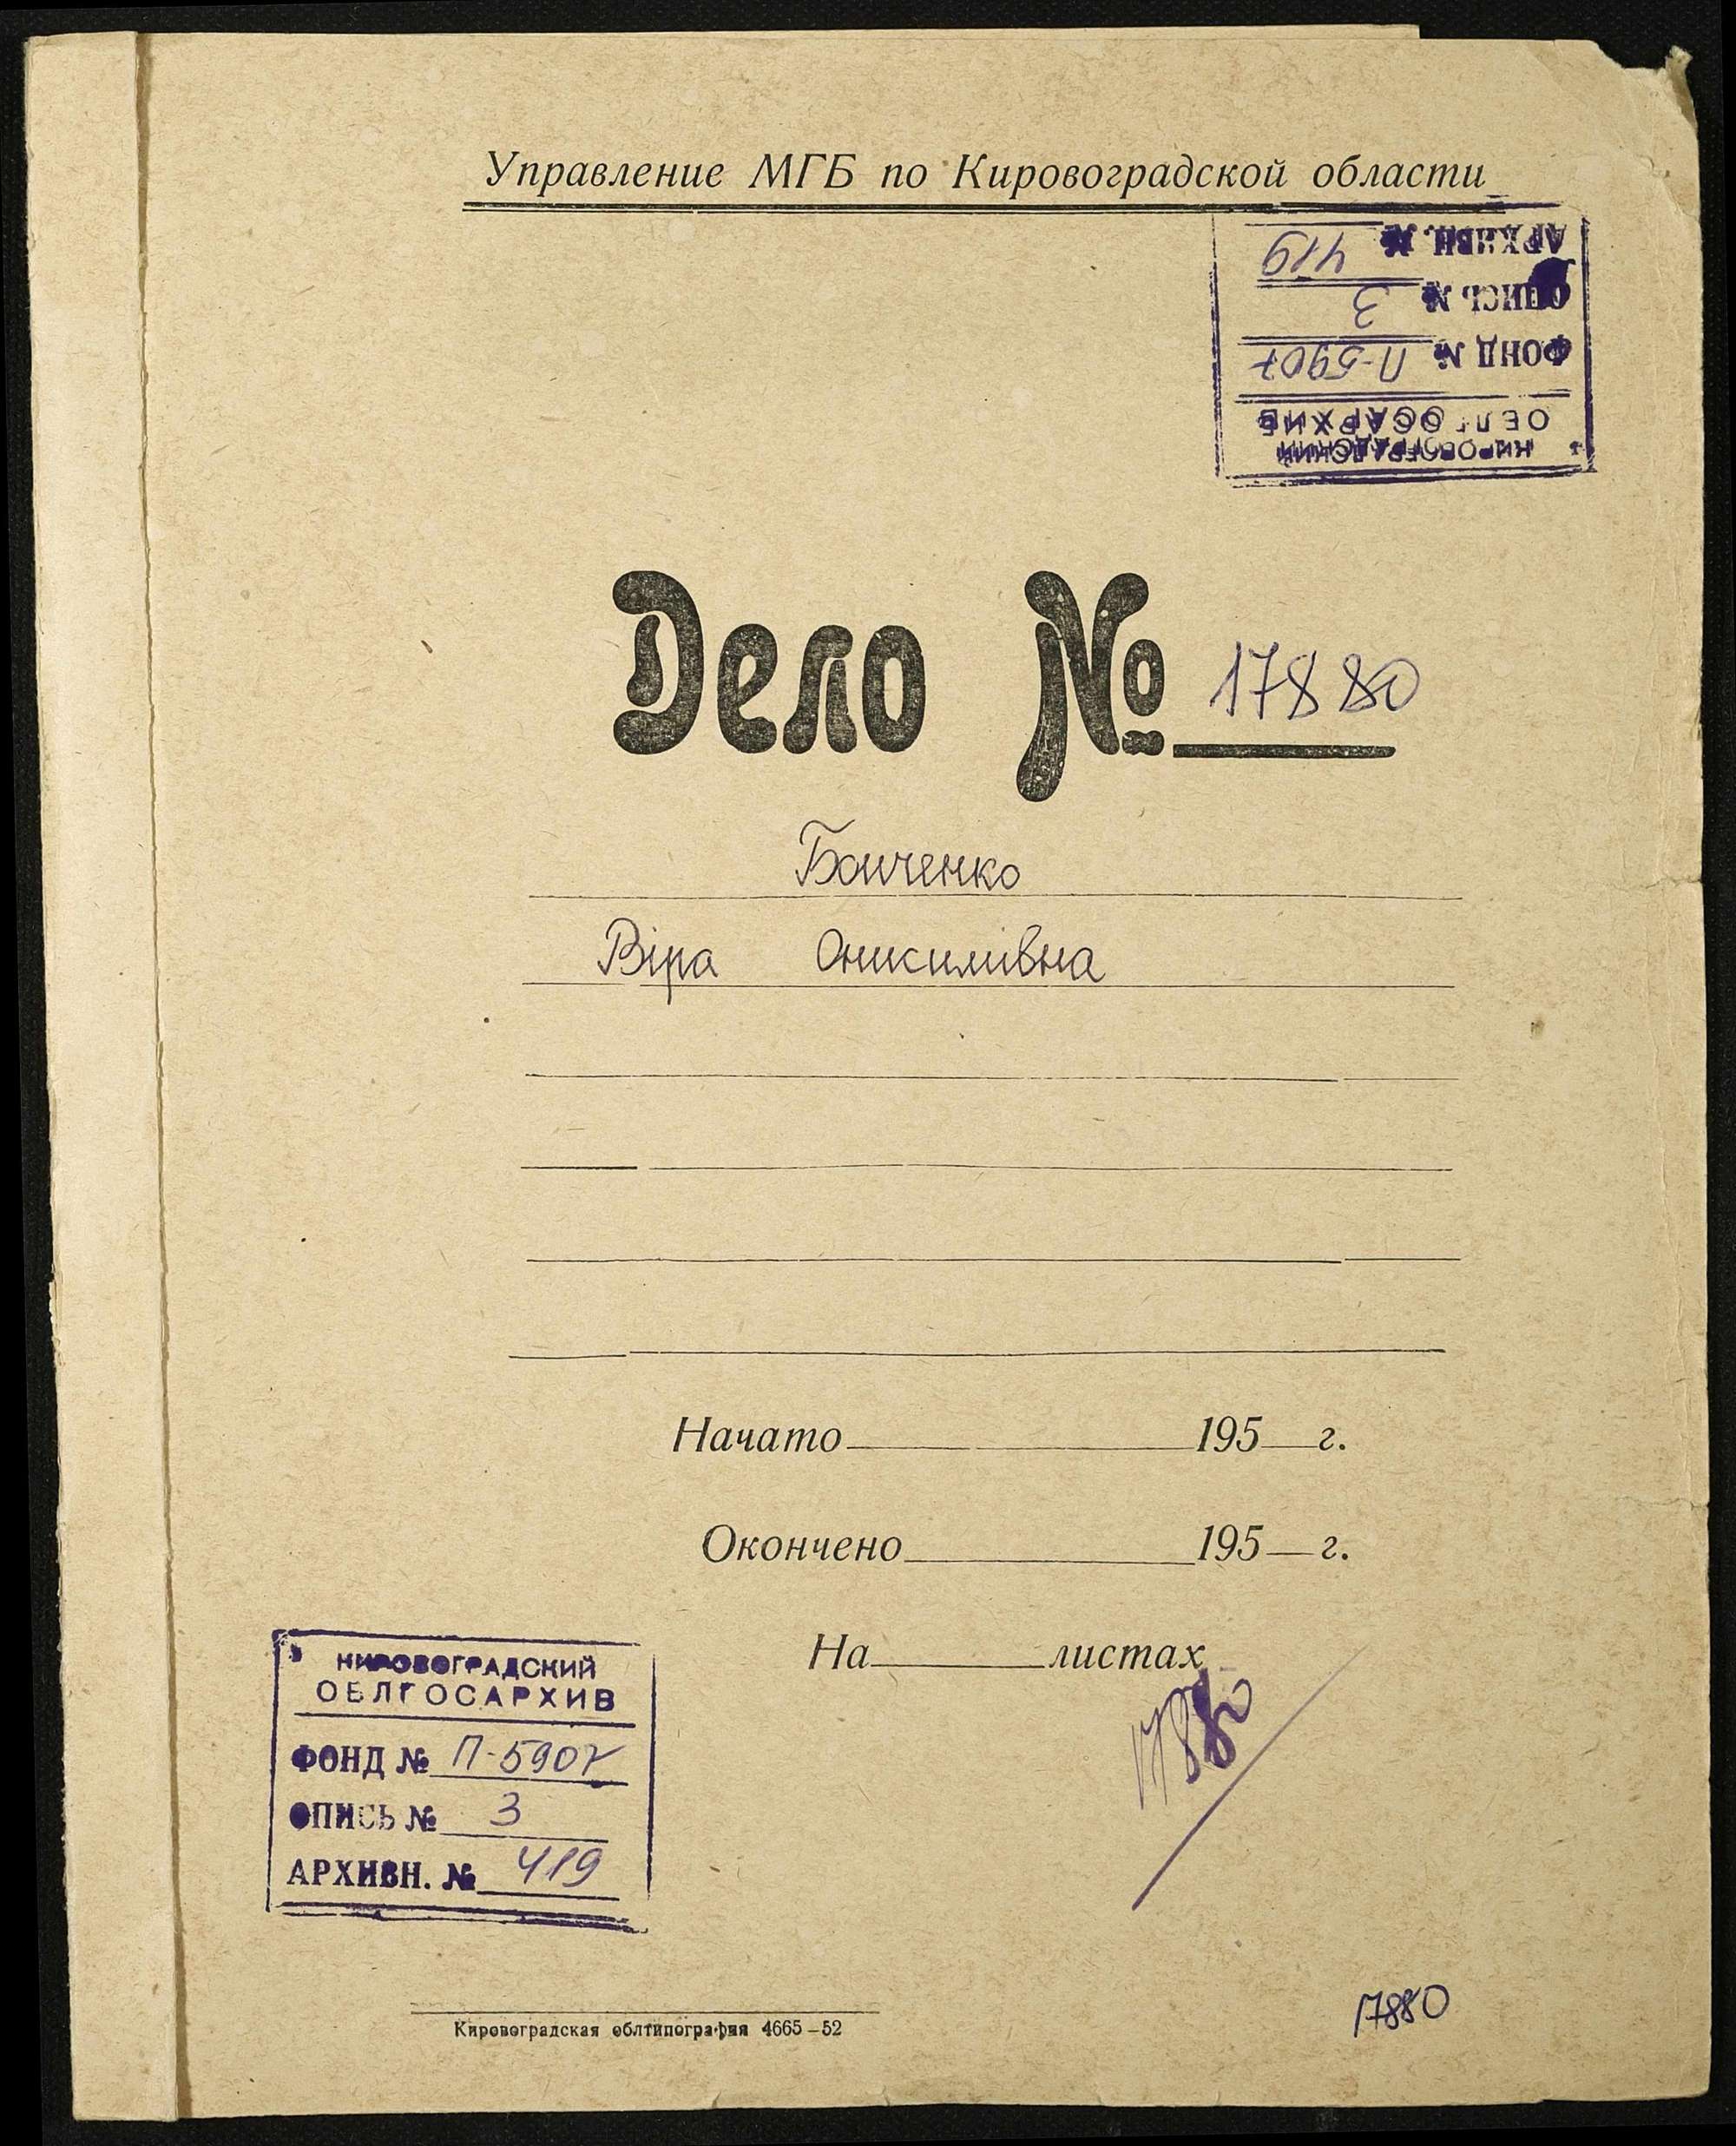 Управление МГБ по Кировоградской области
АРХИВН. № 419
ОПИСЬ № 3
ФОНД № П-5907
ОБЛГОСАРХИВ
КИРОВОГРАДСКИЙ
Дело № 17880
Бойченко
Віра Оникимівна
Начато 195 г.
Окончено 195 г.
На листах
17880
КИРОВОГРАДСКИЙ
ОБЛГОСАРХИВ
ФОНД № П-5907
ОПИСЬ № 3
АРХИВН. № 419
Кировоградская облтипография 4665-52
17880